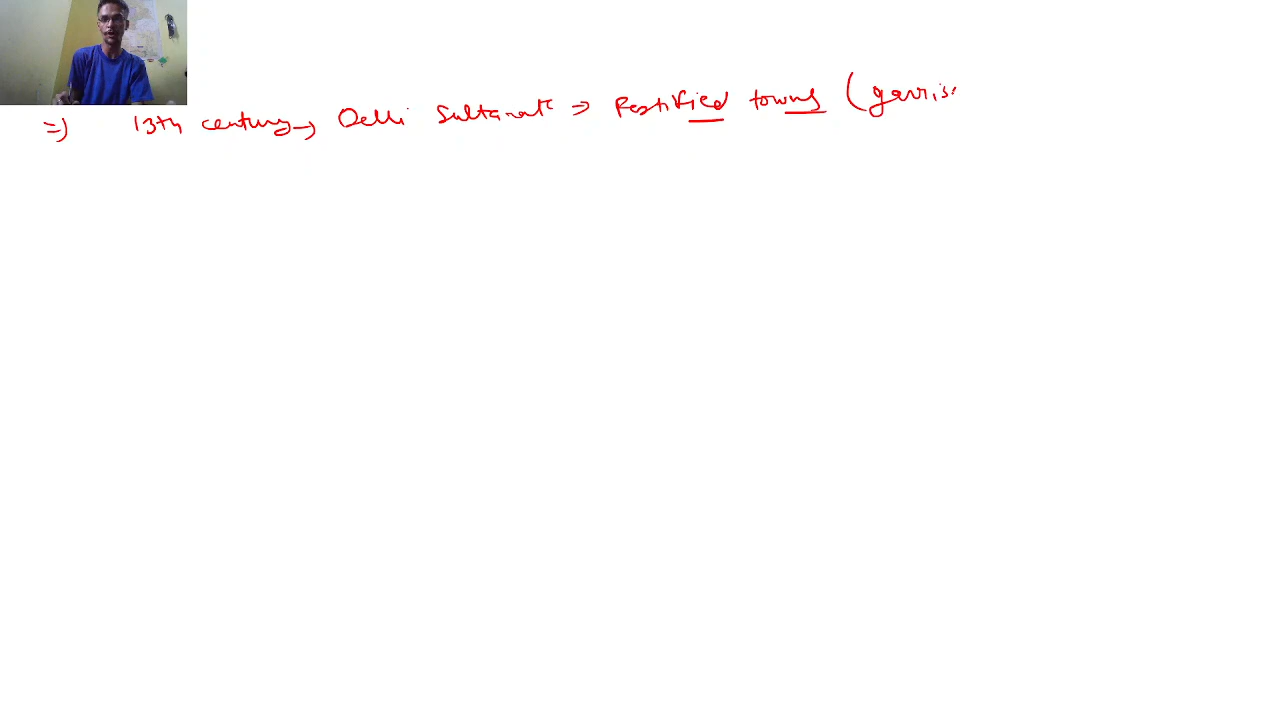 =) 13th century → Delhi Sultanate => Fortified towns (garris